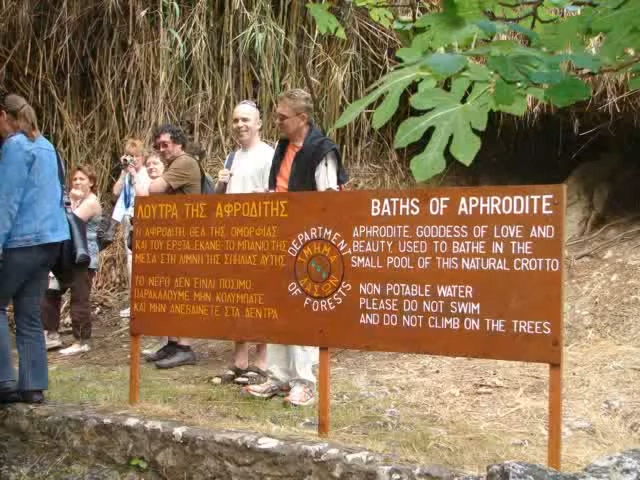 ΛΟΥΤΡΑ ΤΗΣ ΑΦΡΟΔΙΤΗΣ
Η ΑΦΡΟΔΙΤΗ ΘΕΑ ΤΗΣ ΟΜΟΡΦΙΑΣ
ΚΑΙ ΤΟΥ ΕΡΩΤΑ, ΕΚΑΝΕ ΤΟ ΜΠΑΝΙΟ ΤΗΣ
ΜΕΣΑ ΣΤΗ ΛΙΜΝΗ ΤΗΣ ΣΠΗΛΙΑΣ ΑΥΤΗΣ
ΤΟ ΝΕΡΟ ΔΕΝ ΕΙΝΑΙ ΠΟΣΙΜΟ
ΠΑΡΑΚΑΛΟΥΜΕ ΜΗΝ ΚΟΛΥΜΠΑΤΕ
ΚΑΙ ΜΗΝ ΑΝΕΒΑΙΝΕΤΕ ΣΤΑ ΔΕΝΤΡΑ
DEPARTMENT
OF FORESTS
ΤΜΗΜΑ
ΔΑΣΩΝ
BATHS OF APHRODITE
APHRODITE, GODDESS OF LOVE AND
BEAUTY USED TO BATHE IN THE
SMALL POOL OF THIS NATURAL GROTTO
NON POTABLE WATER
PLEASE DO NOT SWIM
AND DO NOT CLIMB ON THE TREES